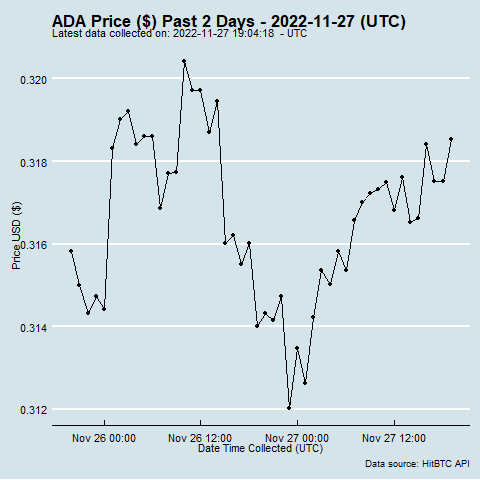 ADA Price ($) Past 2 Days - 2022-11-27 (UTC)
Latest data collected on: 2022-11-27 19:04:18 - UTC
0.320
0.318
0.316
0.314
0.312
Price USD ($)
Nov 26 00:00 Nov 26 12:00 Nov 27 00:00 Nov 27 12:00
Date Time Collected (UTC)
Data source: HitBTC API